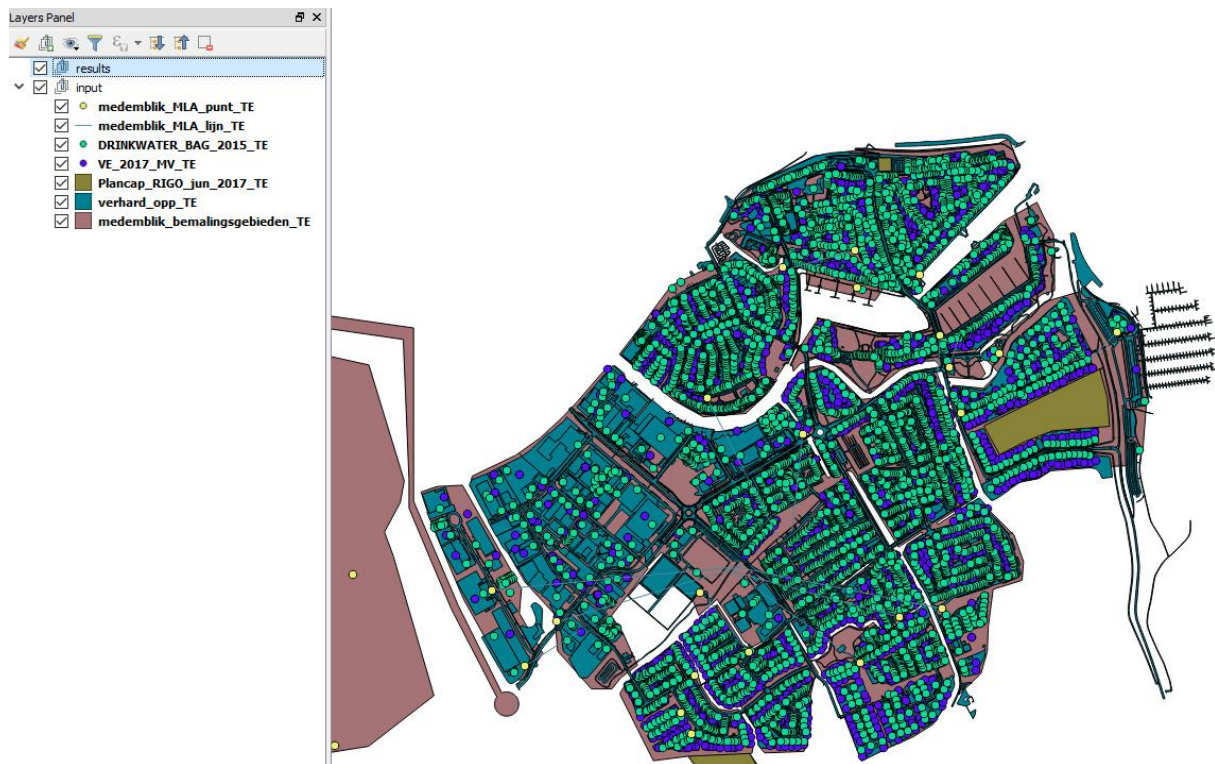 Layers Panel
results
input
medemblik_MLA_punt_TE
medemblik_MLA_lijn_TE
DRINKWATER_BAG_2015_TE
VE_2017_MV_TE
Plancap_RIGO_jun_2017_TE
verhard_opp_TE
medemblik_bemalingsgebieden_TE